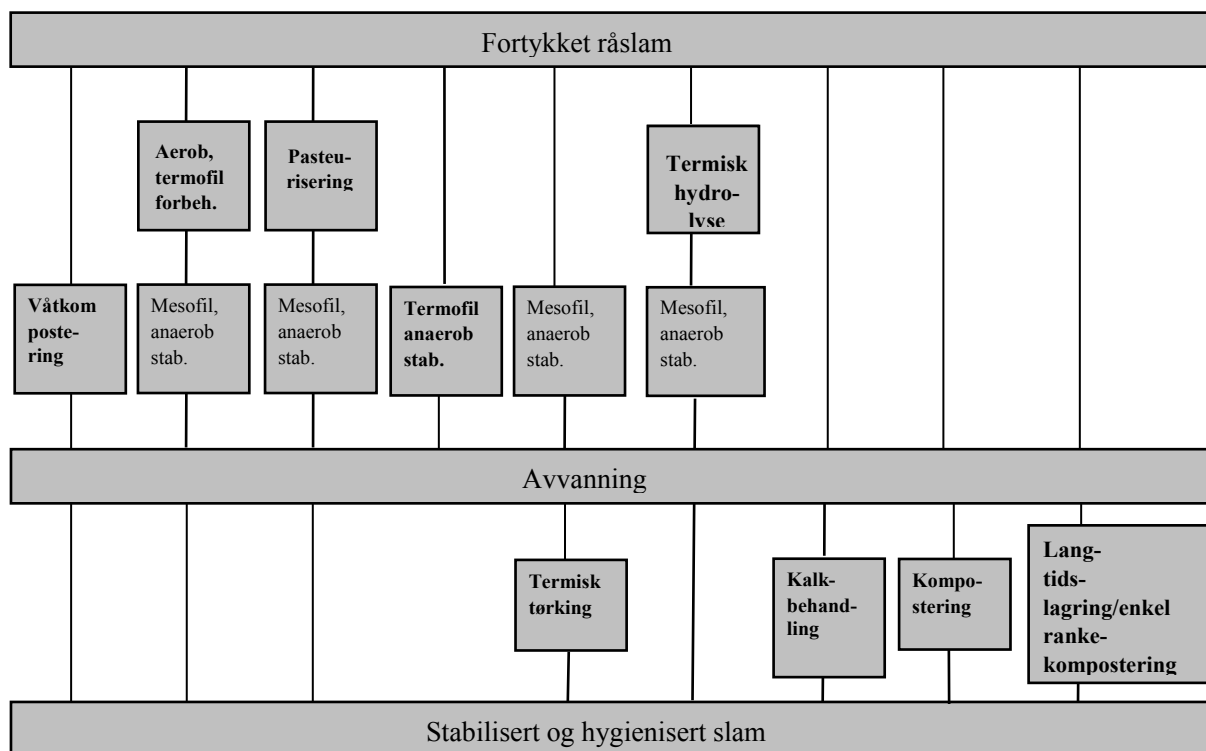 Fortykket råslam
Aerob,
termofil
forbeh.
Pasteu-
risering
Termisk
hydro-
lyse
Våtkom
poste-
ring
Mesofil,
anaerob
stab.
Mesofil,
anaerob
stab.
Termofil
anaerob
stab.
Mesofil,
anaerob
stab.
Mesofil,
anaerob
stab.
Avvanning
Termisk
tørking
Kalk-
behand-
ling
Kompo-
stering
Lang-
tids-
lagring/enkel
ranke-
kompostering
Stabilisert og hygienisert slam